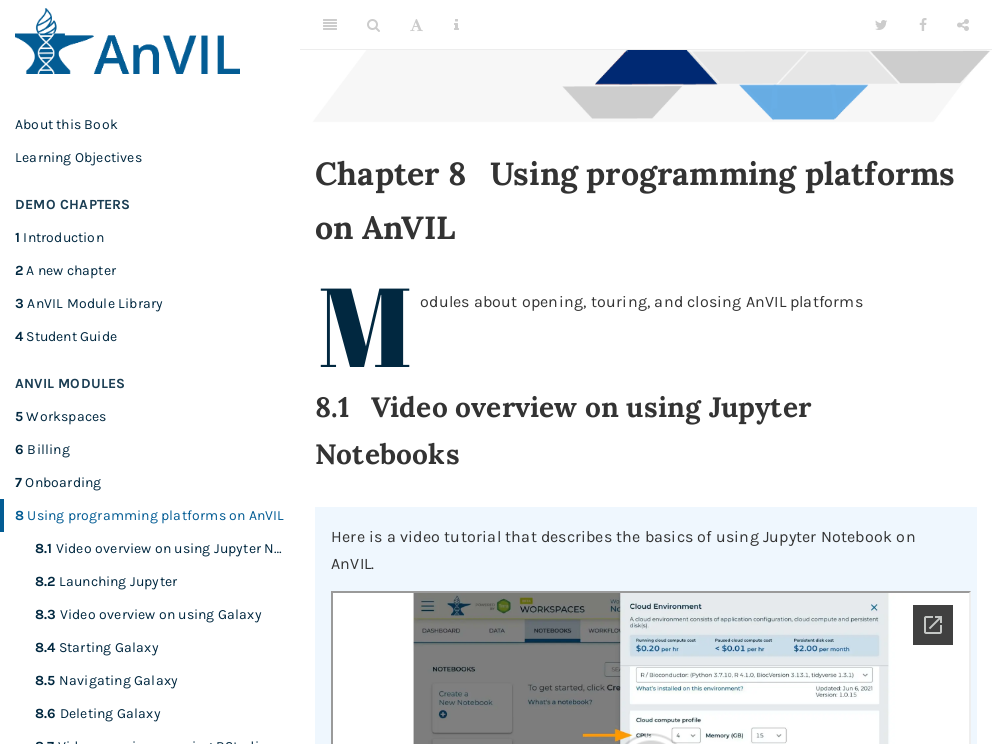 AnVIL
About this Book
Learning Objectives
DEMO CHAPTERS
1 Introduction
2 A new chapter
3 AnVIL Module Library
4 Student Guide
ANVIL MODULES
5 Workspaces
6 Billing
7 Onboarding
8 Using programming platforms on AnVIL
8.1 Video overview on using Jupyter N...
8.2 Launching Jupyter
8.3 Video overview on using Galaxy
8.4 Starting Galaxy
8.5 Navigating Galaxy
8.6 Deleting Galaxy
A
Chapter 8 Using programming platforms
on AnVIL
Modules about opening, touring, and closing AnVIL platforms
8.1 Video overview on using Jupyter
Notebooks
Here is a video tutorial that describes the basics of using Jupyter Notebook on
AnVIL.
WORKSPACES
DASHBOARD DATA NOTEBOOKS WORKFLO
NOTEBOOKS
Create a
New Notebook
To get started, click Cre
What's a notebook?
Cloud Environment
A cloud environment consists of application configuration, cloud compute and persistent
disk(s)
Running cloud compute cost Paused cloud compute cost Persistent disk cost
$0.20 per hr < $0.01 per hr $2.00 per month
R / Bioconductor: (Python 3.7.10, R 4.1.0, BiocVersion 3.13.1, tidyverse 1.3.1)
What's installed on this environment? Updated: Jun 6, 2021
Version: 1.0.15
Cloud compute profile
CPUs 4 Memory (GB) 15